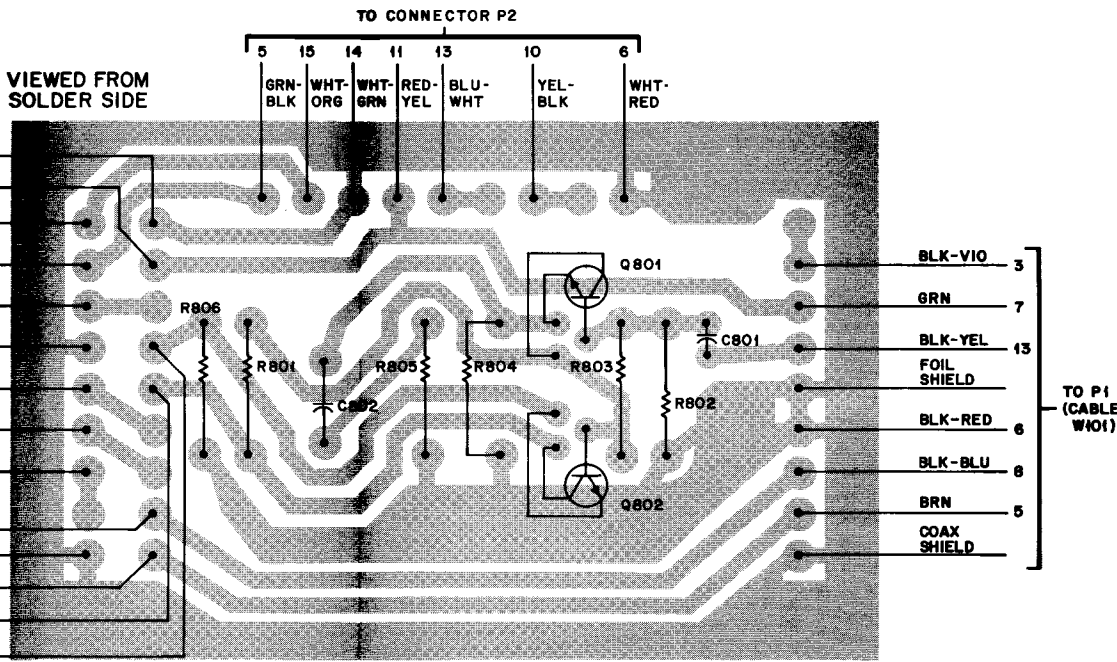 TO CONNECTOR P2
5 15 14 11 13 10 6
VIEWED FROM
SOLDER SIDE
GRN-
BLK
WHT-
ORG
WHT-
GRN
RED-
YEL
BLU-
WHT
YEL-
BLK
WHT-
RED
Q801
R806
R801
C802
R805
R804
R803
C801
R802
Q802
BLK-VIO 3
GRN 7
BLK-YEL 13
FOIL
SHIELD
BLK-RED 6
BLK-BLU 8
BRN 5
COAX
SHIELD
TO P1
(CABLE
W101)